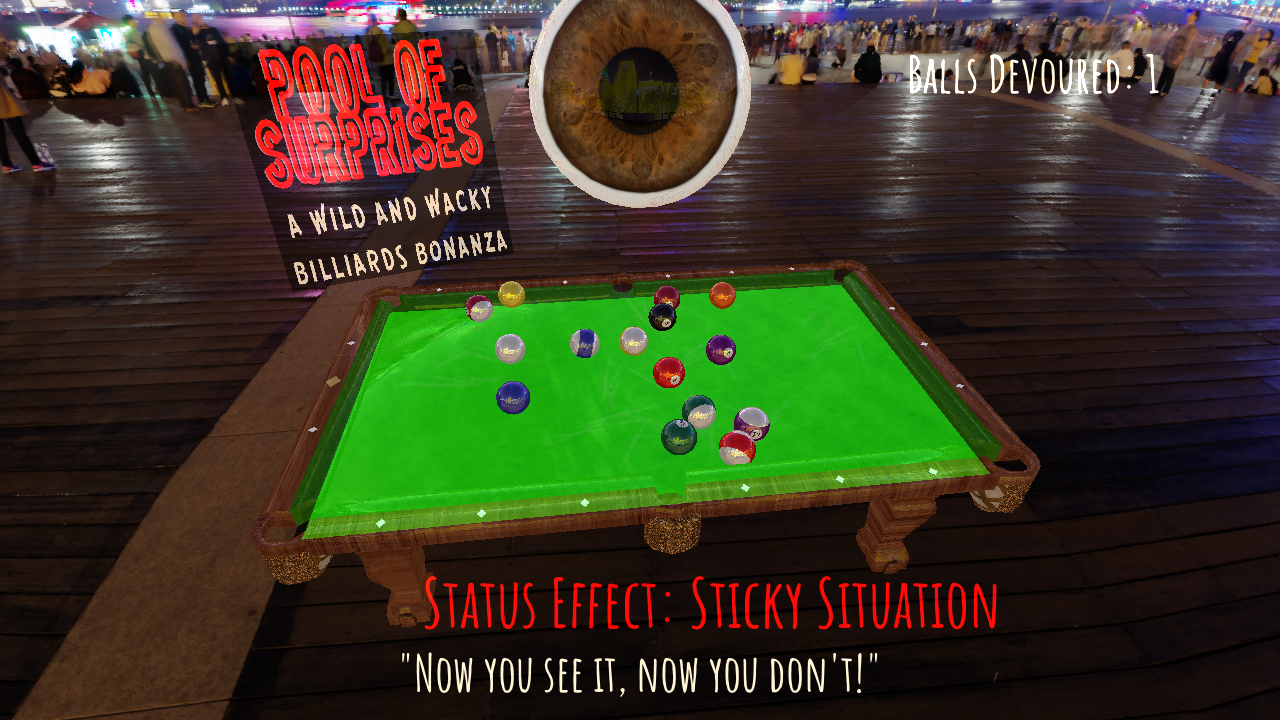 POOL OF
SURPRISES
A WILD AND WACKY
BILLIARDS BONANZA
BALLS DEVOURED: 1
STATUS EFFECT: STICKY SITUATION
"NOW YOU SEE IT, NOW YOU DON'T!"